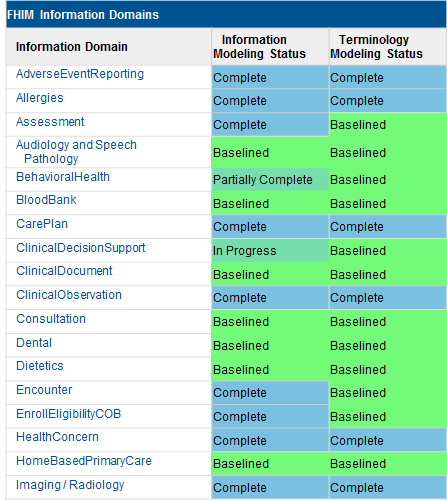 FHIM Information Domains
Information Domain
Information Modeling Status
Terminology Modeling Status
AdverseEventReporting Complete Complete
Allergies Complete Complete
Assessment Complete Baselined
Audiology and Speech
Pathology Baselined Baselined
BehavioralHealth Partially Complete Baselined
BloodBank Baselined Baselined
CarePlan Complete Complete
ClinicalDecisionSupport In Progress Baselined
ClinicalDocument Baselined Baselined
ClinicalObservation Complete Complete
Consultation Baselined Baselined
Dental Baselined Baselined
Dietetics Baselined Baselined
Encounter Complete Baselined
EnrollEligibilityCOB Complete Baselined
HealthConcern Complete Complete
HomeBasedPrimaryCare Baselined Baselined
Imaging / Radiology Complete Complete